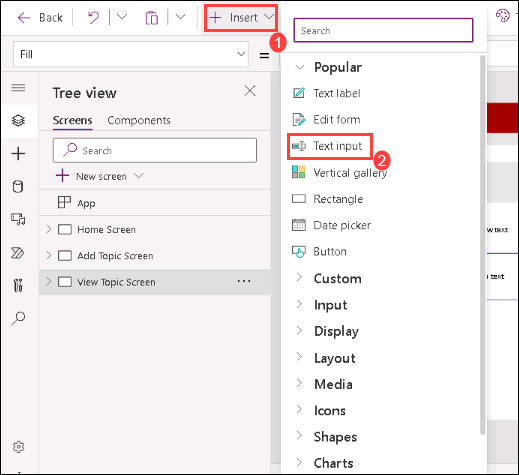 Back
Insert
1
Search
Fill
=
Popular
Tree view
Text label
Screens
Components
Edit form
Search
Text input
2
New screen
Vertical gallery
App
Rectangle
Home Screen
Date picker
w text
Add Topic Screen
Button
View Topic Screen
...
Custom
text
Input
Display
Layout
Media
Icons
Shapes
Charts